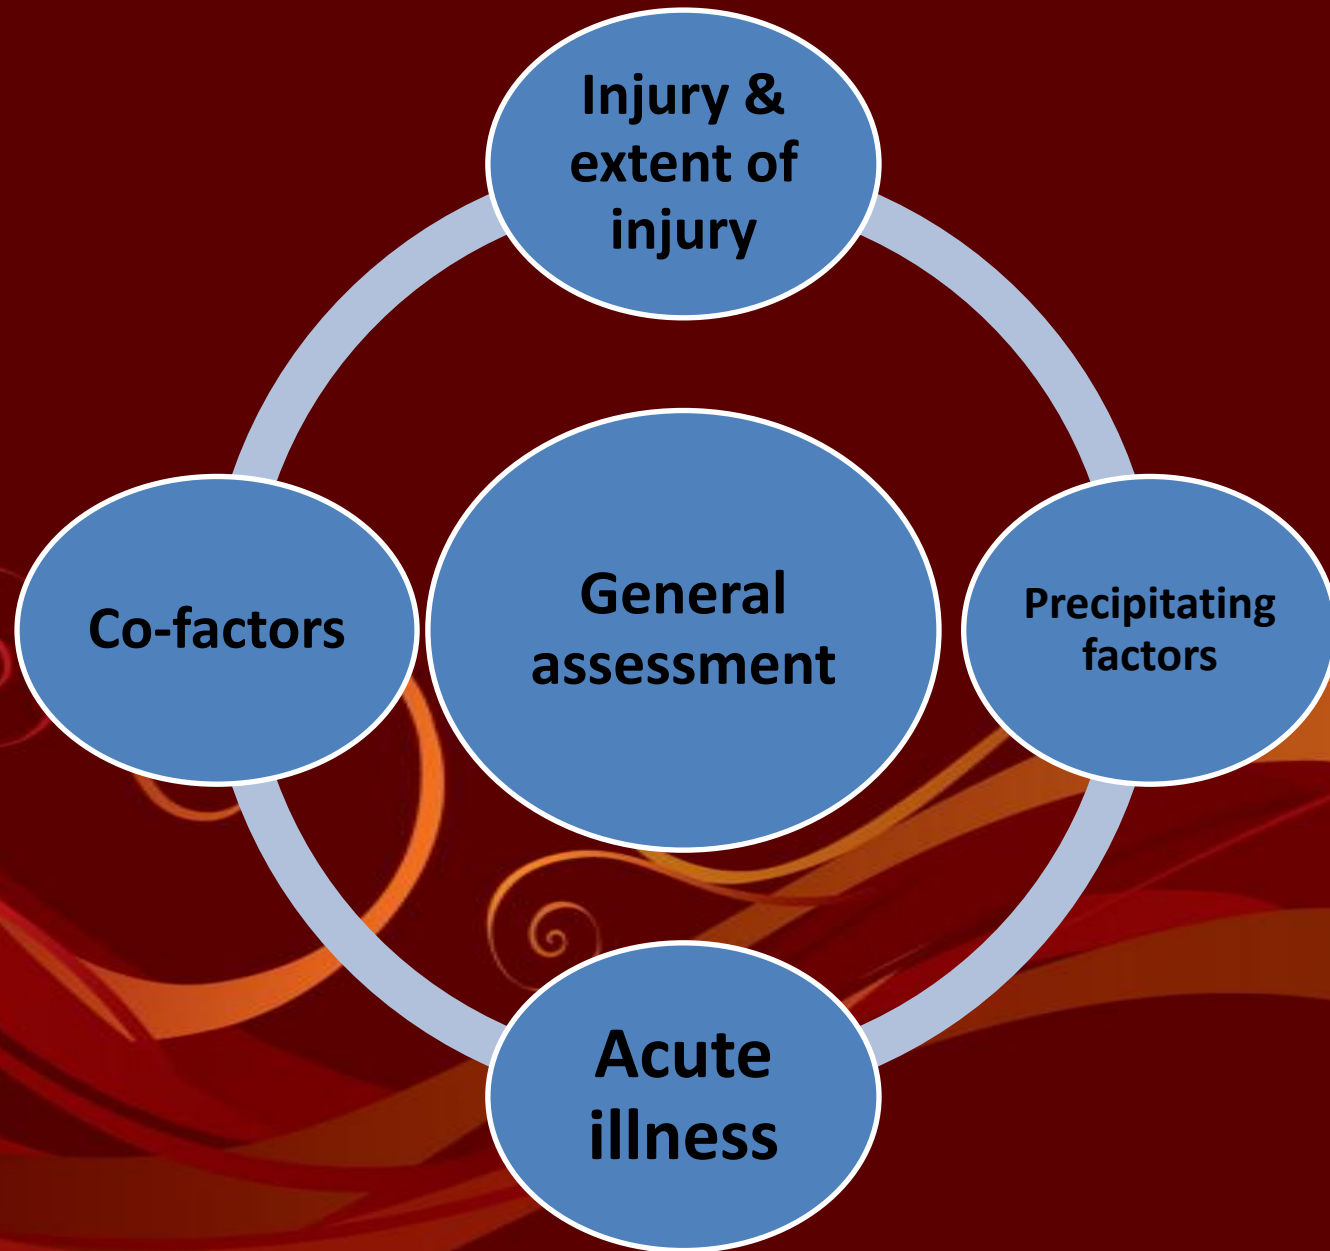 Injury &
extent of
injury
Co-factors
General
assessment
Precipitating
factors
Acute
illness